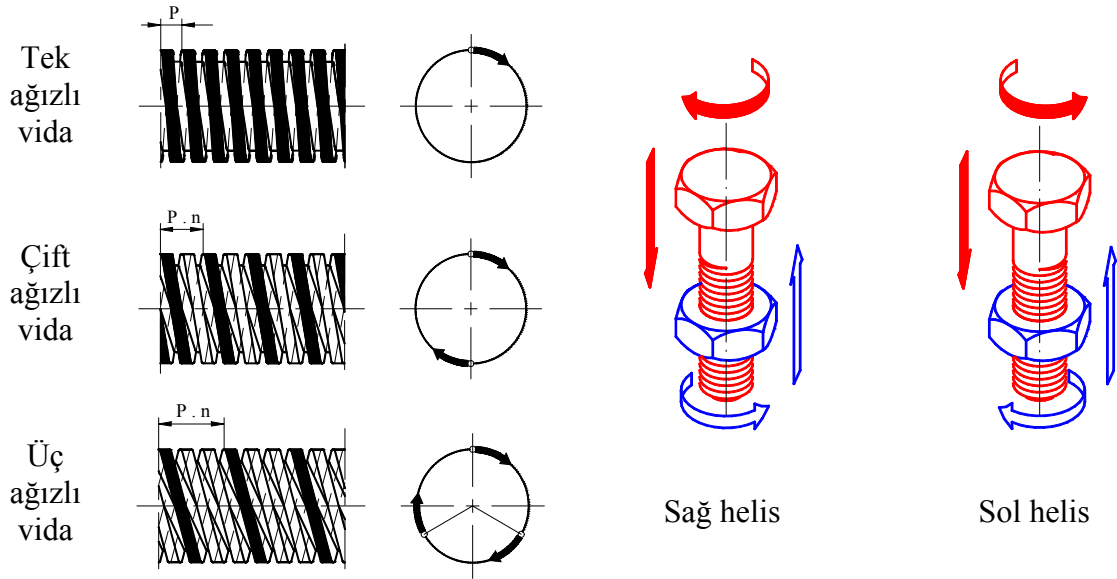 P
Tek
ağızlı
vida
P . n
Çift
ağızlı
vida
P . n
Üç
ağızlı
vida
Sağ helis
Sol helis